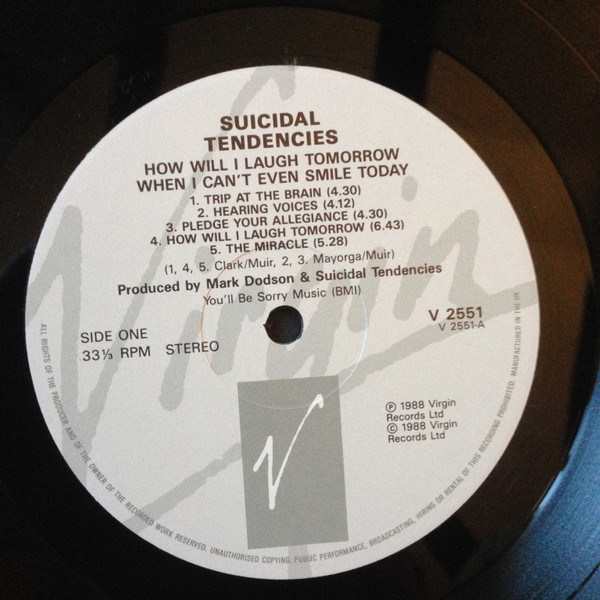 SUICIDAL
TENDENCIES
HOW WILL I LAUGH TOMORROW
WHEN I CAN'T EVEN SMILE TODAY
1. TRIP AT THE BRAIN (4.30)
2. HEARING VOICES (4.12)
3. PLEDGE YOUR ALLEGIANCE (4.30)
4. HOW WILL I LAUGH TOMORROW (6.43)
5. THE MIRACLE (5.28)
(1, 4, 5. Clark/Muir, 2, 3. Mayorga/Muir)
Produced by Mark Dodson & Suicidal Tendencies
You'll Be Sorry Music (BMI)
V 2551
V 2551-A
SIDE ONE
33⅓ RPM STEREO
Virgin
V
℗ 1988 Virgin
Records Ltd
© 1988 Virgin
Records Ltd
ALL RIGHTS OF THE PRODUCER AND OF THE OWNER OF THE RECORDED WORK RESERVED. UNAUTHORISED COPYING, PUBLIC PERFORMANCE, BROADCASTING, HIRING OR RENTAL OF THIS RECORDING PROHIBITED. MANUFACTURED IN THE UK